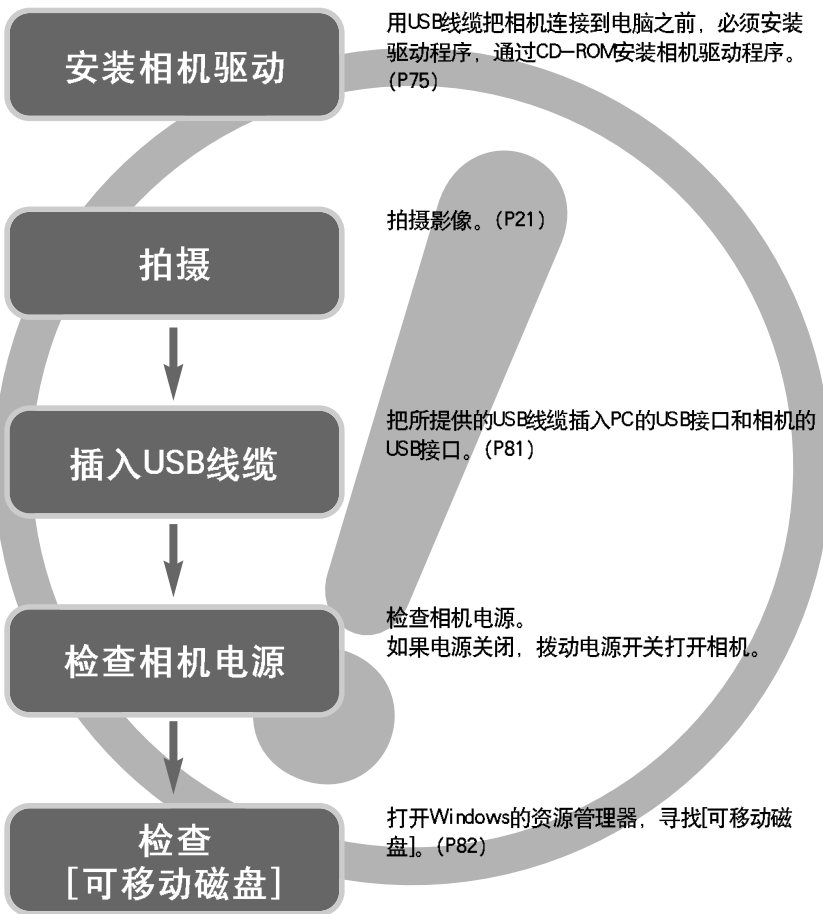 安装相机驱动
用USB线缆把相机连接到电脑之前，必须安装
驱动程序，通过CD-ROM安装相机驱动程序。
(P75)
拍摄
拍摄影像。(P21)
插入USB线缆
把所提供的USB线缆插入PC的USB接口和相机的
USB接口。(P81)
检查相机电源
检查相机电源。
如果电源关闭，拨动电源开关打开相机。
检查
[可移动磁盘]
打开Windows的资源管理器，寻找[可移动磁
盘]。(P82)